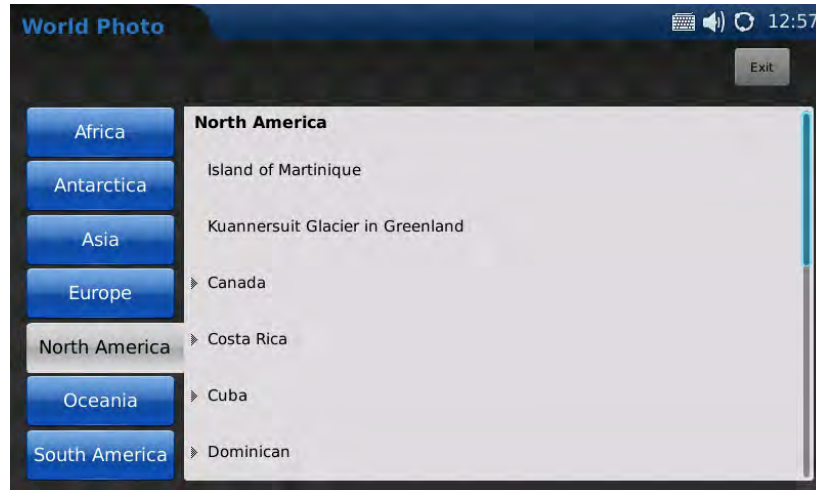 World Photo
12:57
Exit
Africa
Antarctica
Asia
Europe
North America
Oceania
South America
North America
Island of Martinique
Kuannersuit Glacier in Greenland
Canada
Costa Rica
Cuba
Dominican